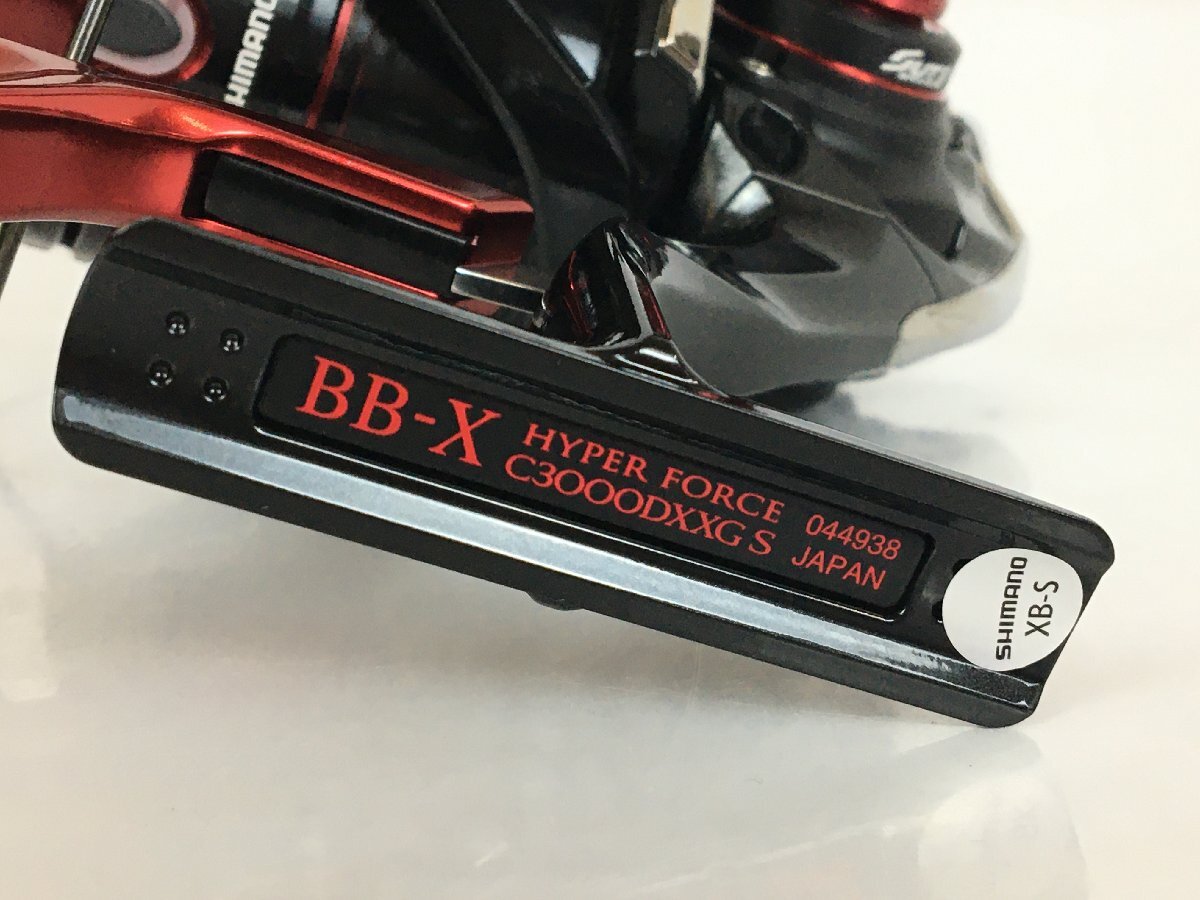 SHIMANO
BB-X
HYPER FORCE
C3000DXXG S
044938
JAPAN
SHIMANO
XB-S